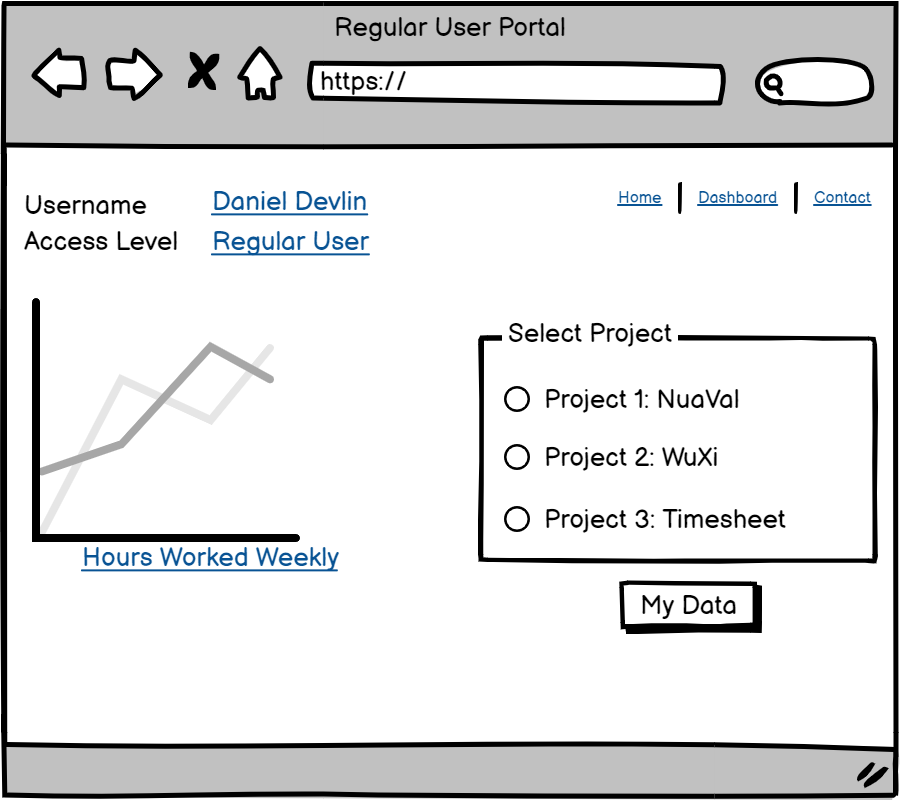 Regular User Portal
https://
Home
Dashboard
Contact
Username Daniel Devlin
Access Level Regular User
Select Project
Project 1: NuaVal
Project 2: WuXi
Project 3: Timesheet
Hours Worked Weekly
My Data